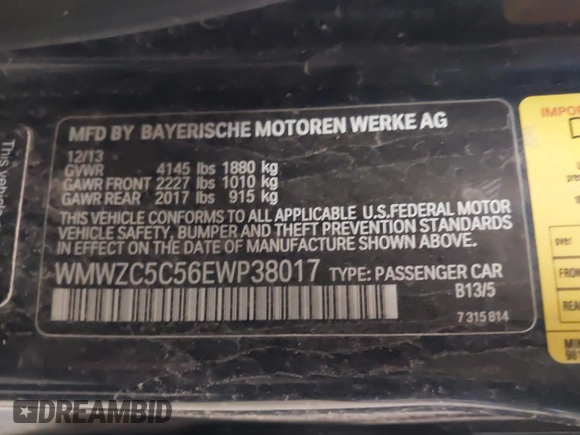 MFD BY BAYERISCHE MOTOREN WERKE AG
12/13
GVWR 4145 lbs 1880 kg
GAWR FRONT 2227 lbs 1010 kg
GAWR REAR 2017 lbs 915 kg
THIS VEHICLE CONFORMS TO ALL APPLICABLE U.S.FEDERAL MOTOR
VEHICLE SAFETY, BUMPER AND THEFT PREVENTION STANDARDS
IN EFFECT ON THE DATE OF MANUFACTURE SHOWN ABOVE.
WMWZC5C56EWP38017 TYPE: PASSENGER CAR
B13/5
7 315 814
This vehicle
over
DREAMBID